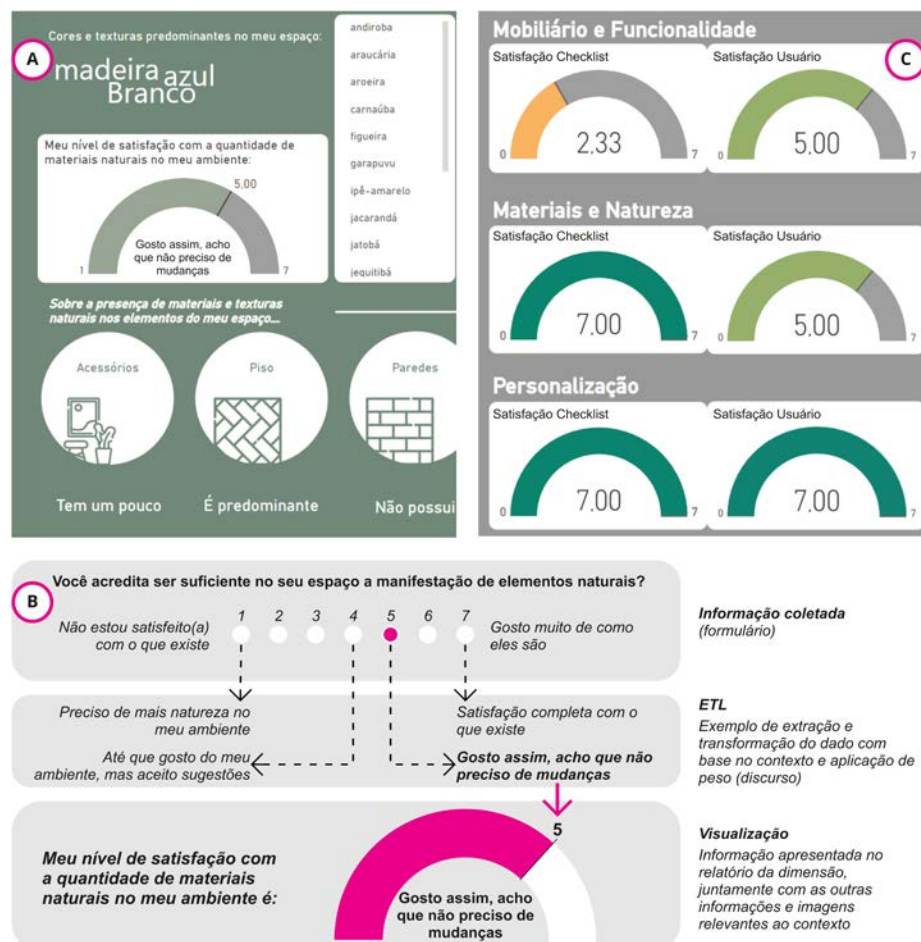 A
Cores e texturas predominantes no meu espaço:
madeira azul
Branco
Meu nível de satisfação com a quantidade de
materiais naturais no meu ambiente:
5,00
Gosto assim, acho
que não preciso de
mudanças
1
7
Sobre a presença de materiais e texturas
naturais nos elementos do meu espaço...
Acessórios
Piso
Paredes
Tem um pouco
É predominante
Não possui
andiroba
araucária
aroeira
carnaúba
figueira
garapuvu
ipê-amarelo
jacarandá
jatobá
jequitibá
C
Mobiliário e Funcionalidade
Satisfação Checklist
2,33
0
7
Satisfação Usuário
5,00
0
7
Materiais e Natureza
Satisfação Checklist
7,00
0
7
Satisfação Usuário
5,00
0
7
Personalização
Satisfação Checklist
7,00
0
7
Satisfação Usuário
7,00
0
7
B
Você acredita ser suficiente no seu espaço a manifestação de elementos naturais?
1 2 3 4 5 6 7
Não estou satisfeito(a)
com o que existe
Gosto muito de como
eles são
Informação coletada
(formulário)
Preciso de mais natureza no
meu ambiente
Satisfação completa com o
que existe
Até que gosto do meu
ambiente, mas aceito sugestões
Gosto assim, acho que não
preciso de mudanças
ETL
Exemplo de extração e
transformação do dado com
base no contexto e aplicação de
peso (discurso)
5
Meu nível de satisfação com
a quantidade de materiais
naturais no meu ambiente é:
Gosto assim, acho
que não preciso de
mudanças
Visualização
Informação apresentada no
relatório da dimensão,
juntamente com as outras
informações e imagens
relevantes ao contexto